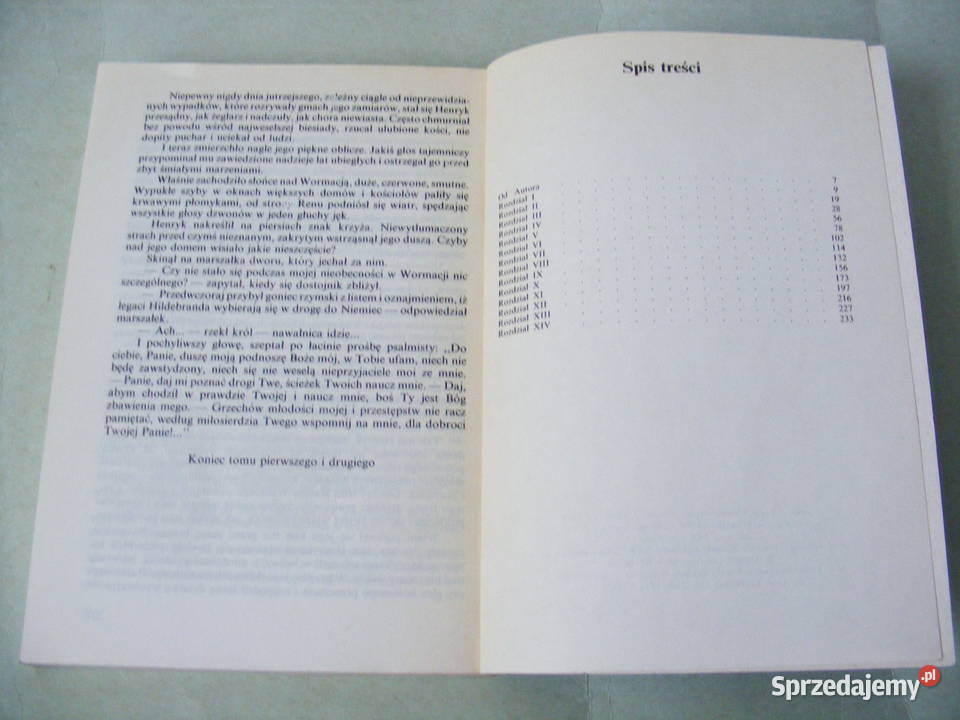 Niepewny nigdy dnia jutrzejszego, zależny ciągle od nieprzewidzia-
nych wypadków, które rozrywały gmach jego zamiarów, stał się Henryk
przesądny, jak żeglarz i nadczuły, jak chora niewiasta. Często chmurniał
bez powodu wśród najweselszej biesiady, rzucał ulubione kości, nie
dopity puchar i uciekał od ludzi.
I teraz zmierzchło nagle jego piękne oblicze. Jakiś głos tajemniczy
przypominał mu zawiedzione nadzieje lat ubiegłych i ostrzegał go przed
zbyt śmiałymi marzeniami.
Właśnie zachodziło słońce nad Wormacją, duże, czerwone, smutne.
Wypukłe szyby w oknach większych domów i kościołów paliły się
krwawymi płomykami, od strony Renu podniósł się wiatr, spędzając
wszystkie głosy dzwonów w jeden głuchy jęk.
Henryk nakreślił na piersiach znak krzyża. Niewytłumaczony
strach przed czymś nieznanym, zakrytym wstrząsnął jego duszą. Czyby
nad jego domem wisiało jakie nieszczęście?
Skinął na marszałka dworu, który jechał za nim.
— Czy nie stało się podczas mojej nieobecności w Wormacji nic
szczególnego? — zapytał, kiedy się dostojnik zbliżył.
— Przedwczoraj przybył goniec rzymski z listem i oznajmieniem, iż
legaci Hildebranda wybierają się w drogę do Niemiec — odpowiedział
marszałek.
— Ach... — rzekł król — nawałnica idzie...
I pochyliwszy głowę, szeptał po łacinie prośbę psalmisty: „Do
ciebie, Panie, duszę moją podnoszę Boże mój, w Tobie ufam, niech nie
będę zawstydzony, niech się nie weselą nieprzyjaciele moi ze mnie.
— Panie, daj mi poznać drogi Twe, ścieżek Twoich naucz mnie. — Daj,
abym chodził w prawdzie Twojej i naucz mnie, boś Ty jest Bóg
zbawienia mego. — Grzechów młodości mojej i przestępstw nie racz
pamiętać, według miłosierdzia Twego wspomnij na mnie, dla dobroci
Twojej Panie!...”
Koniec tomu pierwszego i drugiego
Spis treści
Od Autora . . . 7
Rozdział I . . . 9
Rozdział II . . . 19
Rozdział III . . . 28
Rozdział IV . . . 56
Rozdział V . . . 78
Rozdział VI . . . 102
Rozdział VII . . . 114
Rozdział VIII . . . 132
Rozdział IX . . . 156
Rozdział X . . . 173
Rozdział XI . . . 197
Rozdział XII . . . 216
Rozdział XIII . . . 227
Rozdział XIV . . . 233
Sprzedajemy.pl